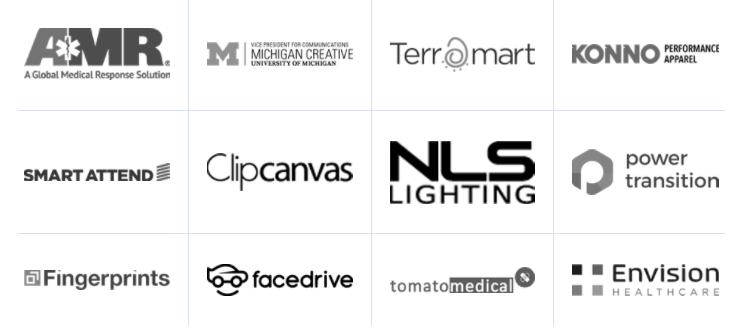 AMR®
A Global Medical Response Solution
M
VICE PRESIDENT FOR COMMUNICATIONS
MICHIGAN CREATIVE
UNIVERSITY OF MICHIGAN
Terramart
KONNO PERFORMANCE
APPAREL
SMART ATTEND
Clipcanvas
NLS
LIGHTING
power
transition
Fingerprints
facedrive
tomatomedical
Envision
HEALTHCARE